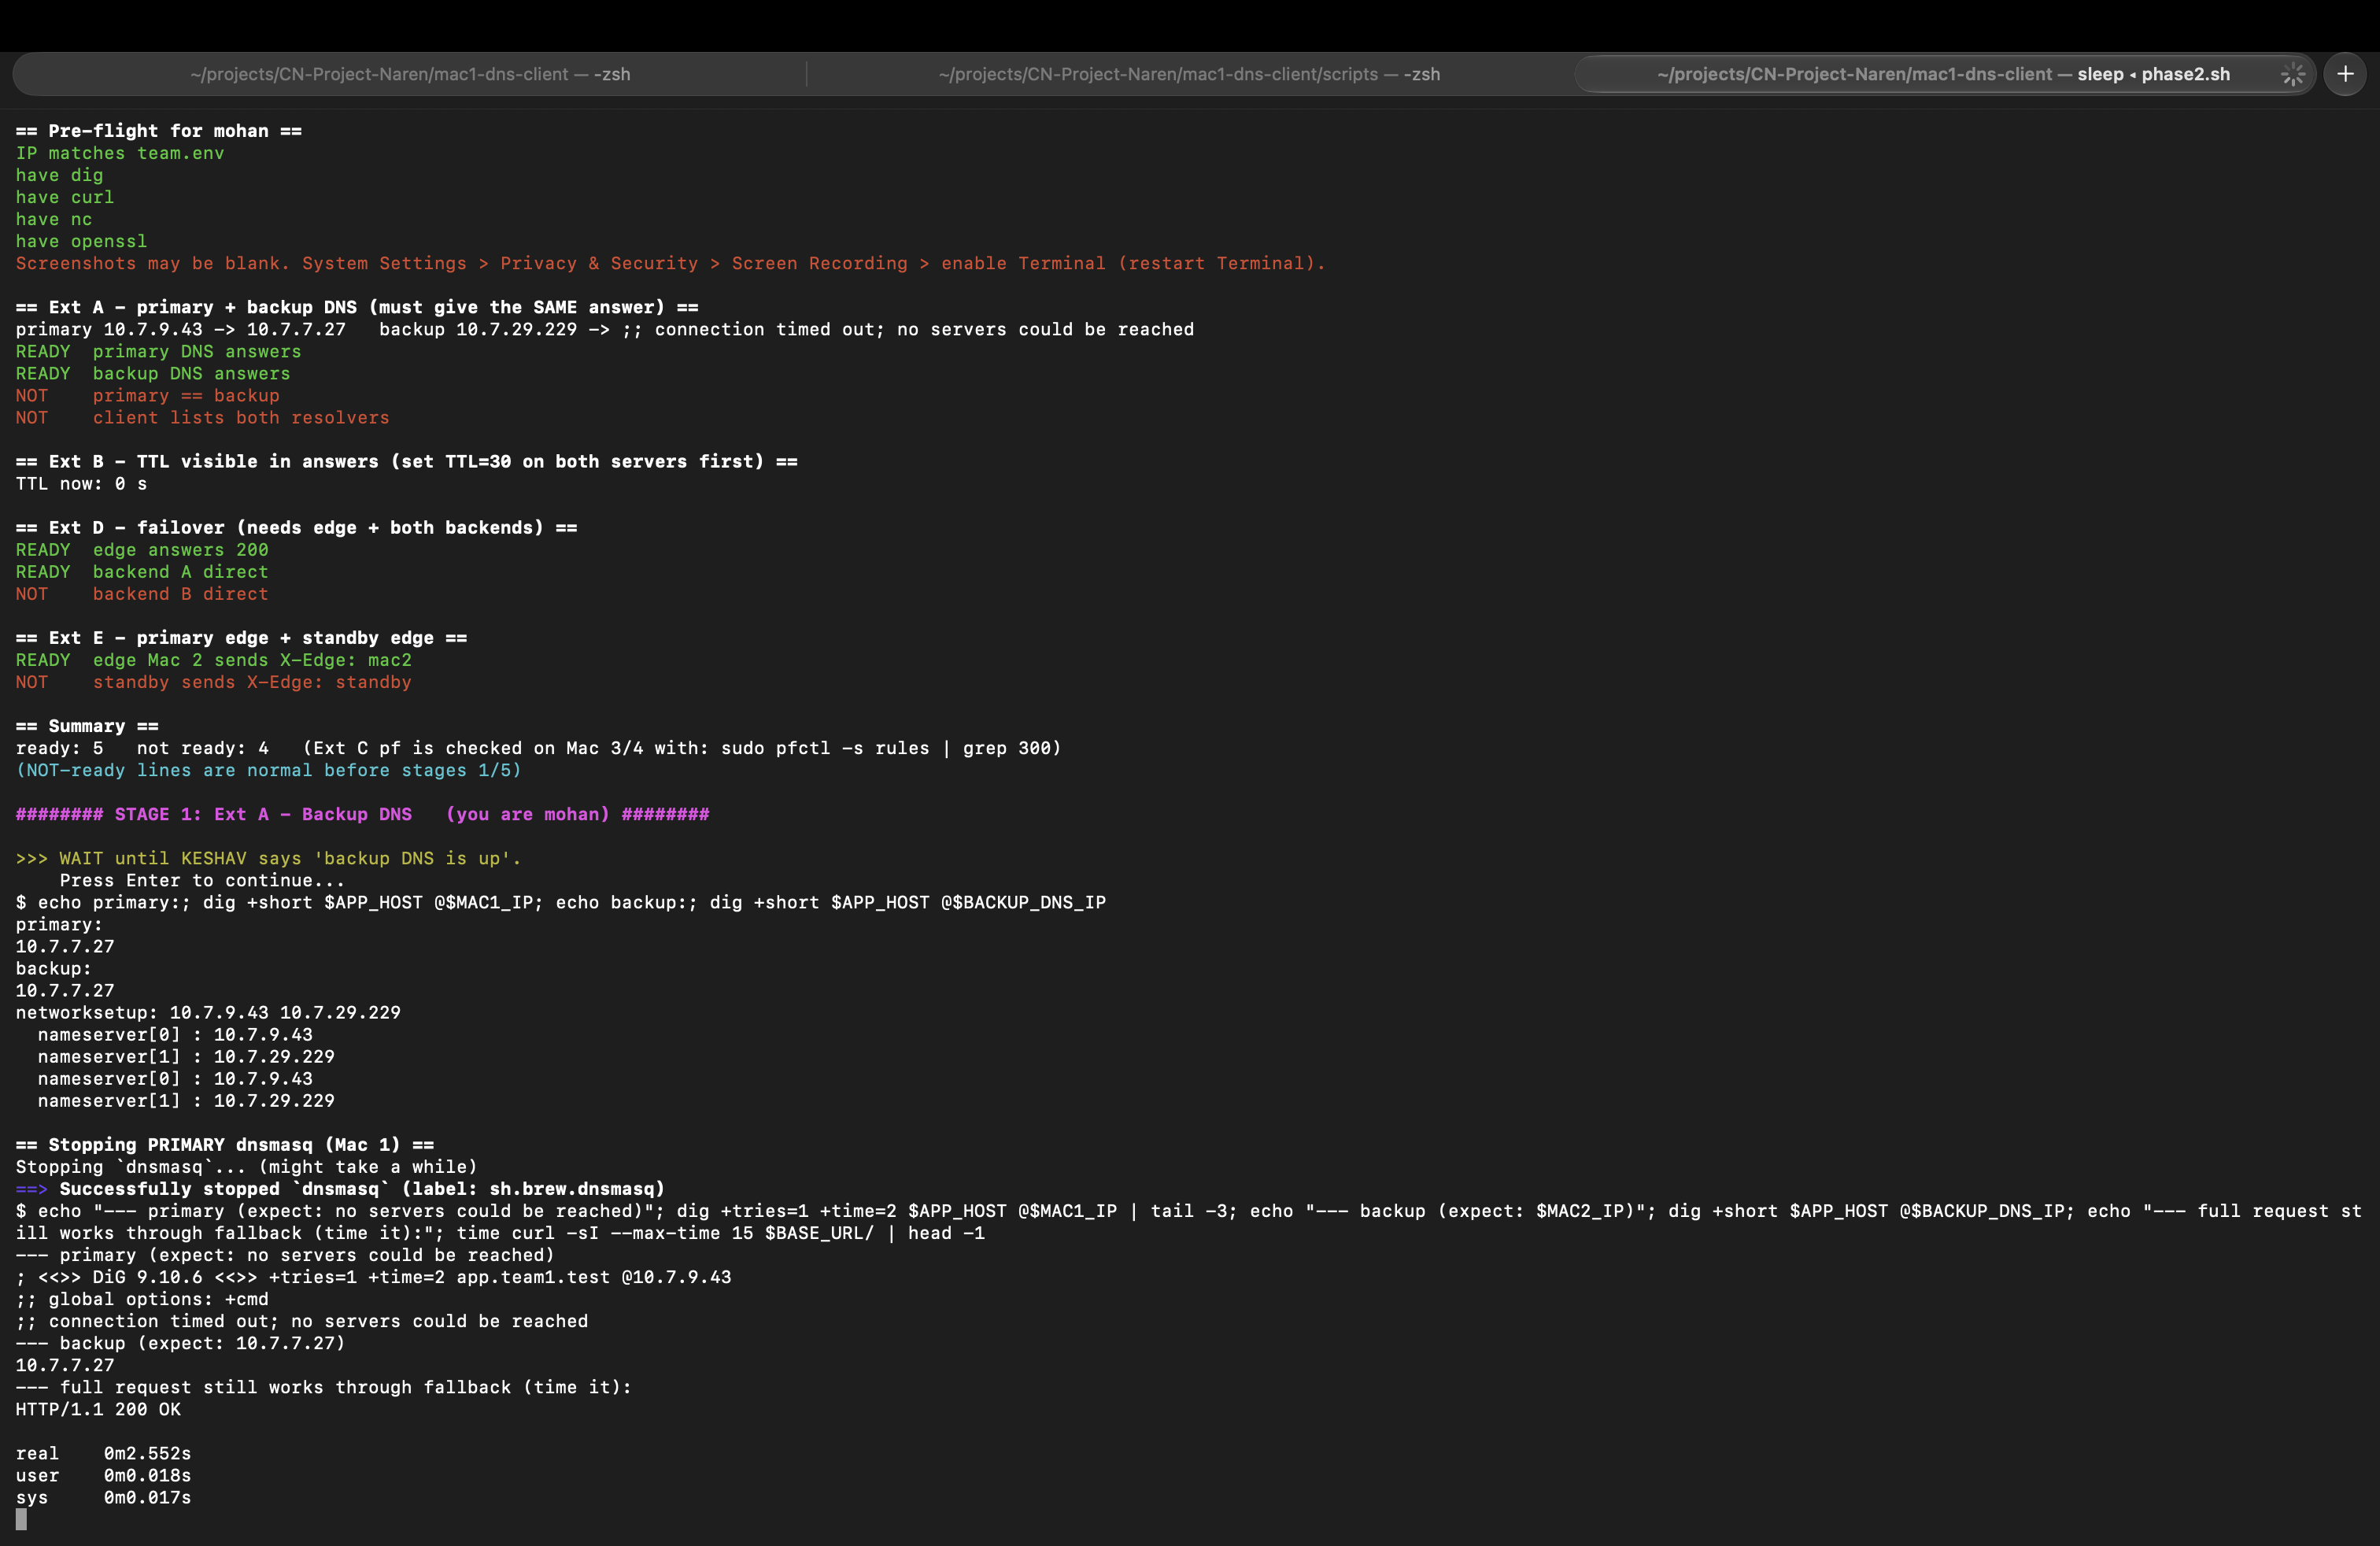 ~/projects/CN-Project-Naren/mac1-dns-client — -zsh
~/projects/CN-Project-Naren/mac1-dns-client/scripts — -zsh
~/projects/CN-Project-Naren/mac1-dns-client — sleep ◂ phase2.sh
+
== Pre-flight for mohan ==
IP matches team.env
have dig
have curl
have nc
have openssl
Screenshots may be blank. System Settings > Privacy & Security > Screen Recording > enable Terminal (restart Terminal).
== Ext A - primary + backup DNS (must give the SAME answer) ==
primary 10.7.9.43 -> 10.7.7.27   backup 10.7.29.229 -> ;; connection timed out; no servers could be reached
READY  primary DNS answers
READY  backup DNS answers
NOT    primary == backup
NOT    client lists both resolvers
== Ext B - TTL visible in answers (set TTL=30 on both servers first) ==
TTL now: 0 s
== Ext D - failover (needs edge + both backends) ==
READY  edge answers 200
READY  backend A direct
NOT    backend B direct
== Ext E - primary edge + standby edge ==
READY  edge Mac 2 sends X-Edge: mac2
NOT    standby sends X-Edge: standby
== Summary ==
ready: 5   not ready: 4   (Ext C pf is checked on Mac 3/4 with: sudo pfctl -s rules | grep 300)
(NOT-ready lines are normal before stages 1/5)
######## STAGE 1: Ext A - Backup DNS   (you are mohan) ########
>>> WAIT until KESHAV says 'backup DNS is up'.
    Press Enter to continue...
$ echo primary:; dig +short $APP_HOST @$MAC1_IP; echo backup:; dig +short $APP_HOST @$BACKUP_DNS_IP
primary:
10.7.7.27
backup:
10.7.7.27
networksetup: 10.7.9.43 10.7.29.229
  nameserver[0] : 10.7.9.43
  nameserver[1] : 10.7.29.229
  nameserver[0] : 10.7.9.43
  nameserver[1] : 10.7.29.229
== Stopping PRIMARY dnsmasq (Mac 1) ==
Stopping `dnsmasq`... (might take a while)
==> Successfully stopped `dnsmasq` (label: sh.brew.dnsmasq)
$ echo "--- primary (expect: no servers could be reached)"; dig +tries=1 +time=2 $APP_HOST @$MAC1_IP | tail -3; echo "--- backup (expect: $MAC2_IP)"; dig +short $APP_HOST @$BACKUP_DNS_IP; echo "--- full request st
ill works through fallback (time it):"; time curl -sI --max-time 15 $BASE_URL/ | head -1
--- primary (expect: no servers could be reached)
; <<>> DiG 9.10.6 <<>> +tries=1 +time=2 app.team1.test @10.7.9.43
;; global options: +cmd
;; connection timed out; no servers could be reached
--- backup (expect: 10.7.7.27)
10.7.7.27
--- full request still works through fallback (time it):
HTTP/1.1 200 OK
real    0m2.552s
user    0m0.018s
sys     0m0.017s